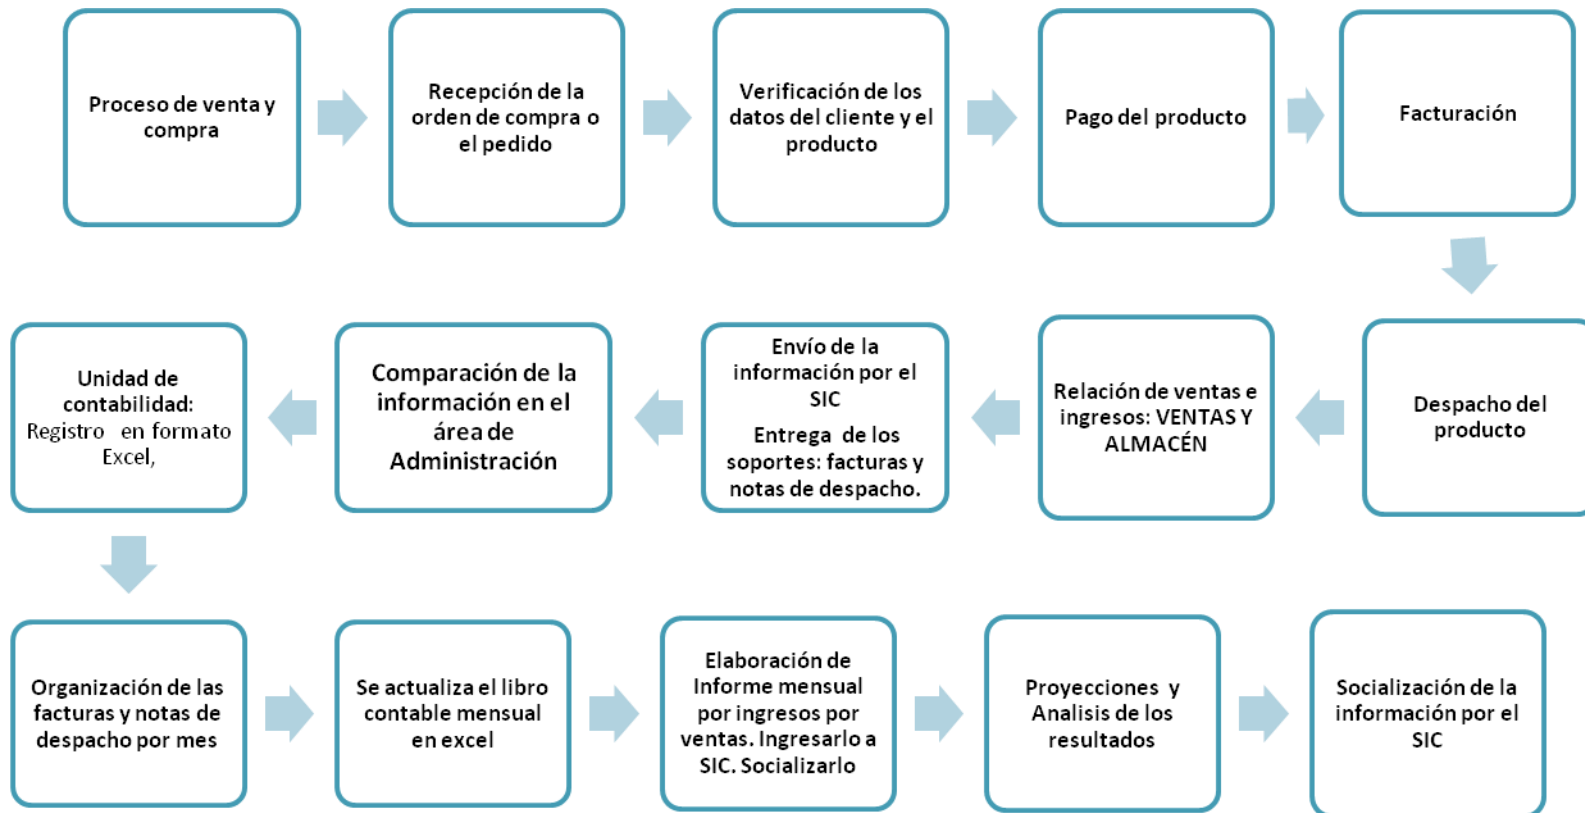 Proceso de venta y
compra
Recepción de la
orden de compra o
el pedido
Verificación de los
datos del cliente y el
producto
Pago del producto
Facturación
Despacho del
producto
Relación de ventas e
ingresos: VENTAS Y
ALMACÉN
Envío de la
información por el
SIC
Entrega de los
soportes: facturas y
notas de despacho.
Comparación de la
información en el
área de
Administración
Unidad de
contabilidad:
Registro en formato
Excel,
Organización de las
facturas y notas de
despacho por mes
Se actualiza el libro
contable mensual
en excel
Elaboración de
Informe mensual
por ingresos por
ventas. Ingresarlo a
SIC. Socializarlo
Proyecciones y
Analisis de los
resultados
Socialización de la
información por el
SIC